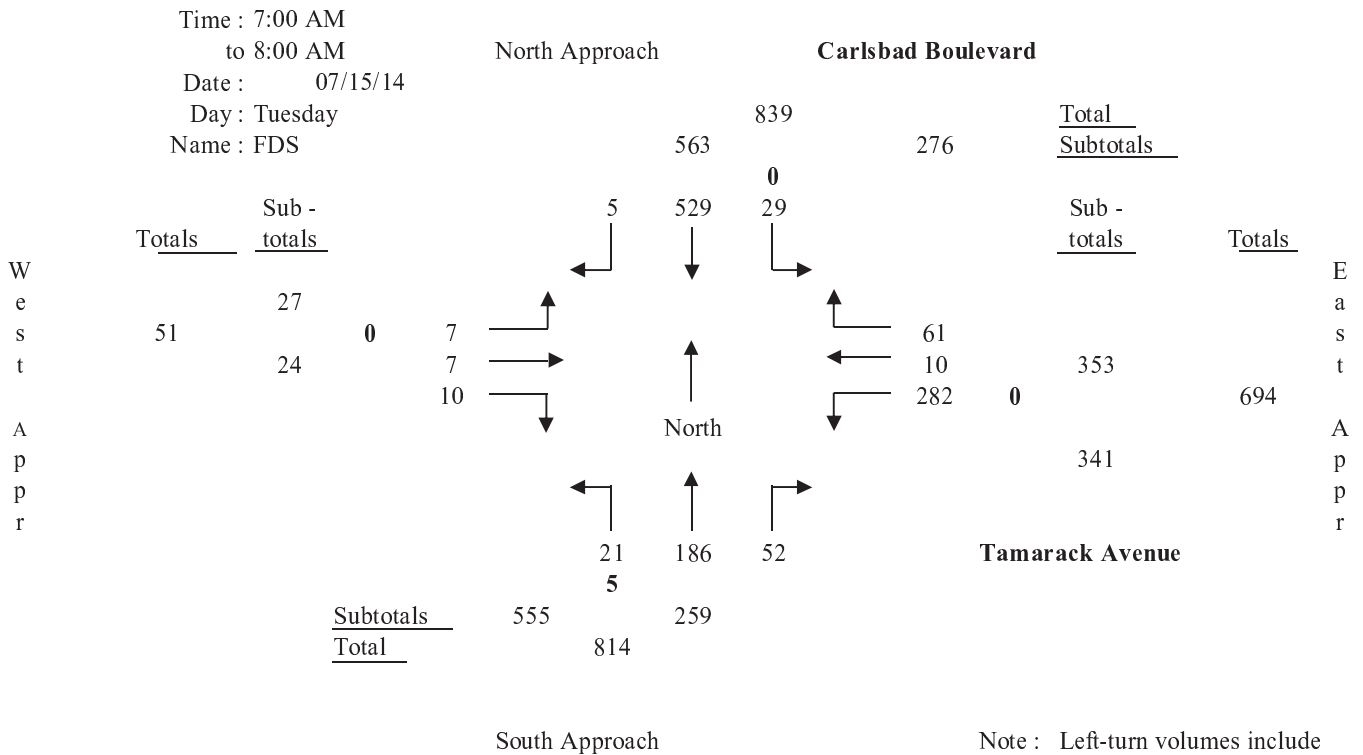 Time : 7:00 AM
to 8:00 AM North Approach Carlsbad Boulevard
Date : 07/15/14
Day : Tuesday 839 Total
Name : FDS 563 276 Subtotals
0
Sub - 5 529 29 Sub -
Totals totals totals Totals
W E
e 27 a
s 51 0 7 61 s
t 24 7 10 353 t
10 282 0 694
A North A
p 341 p
p p
r r
21 186 52 Tamarack Avenue
5
Subtotals 555 259
Total 814
South Approach Note : Left-turn volumes include